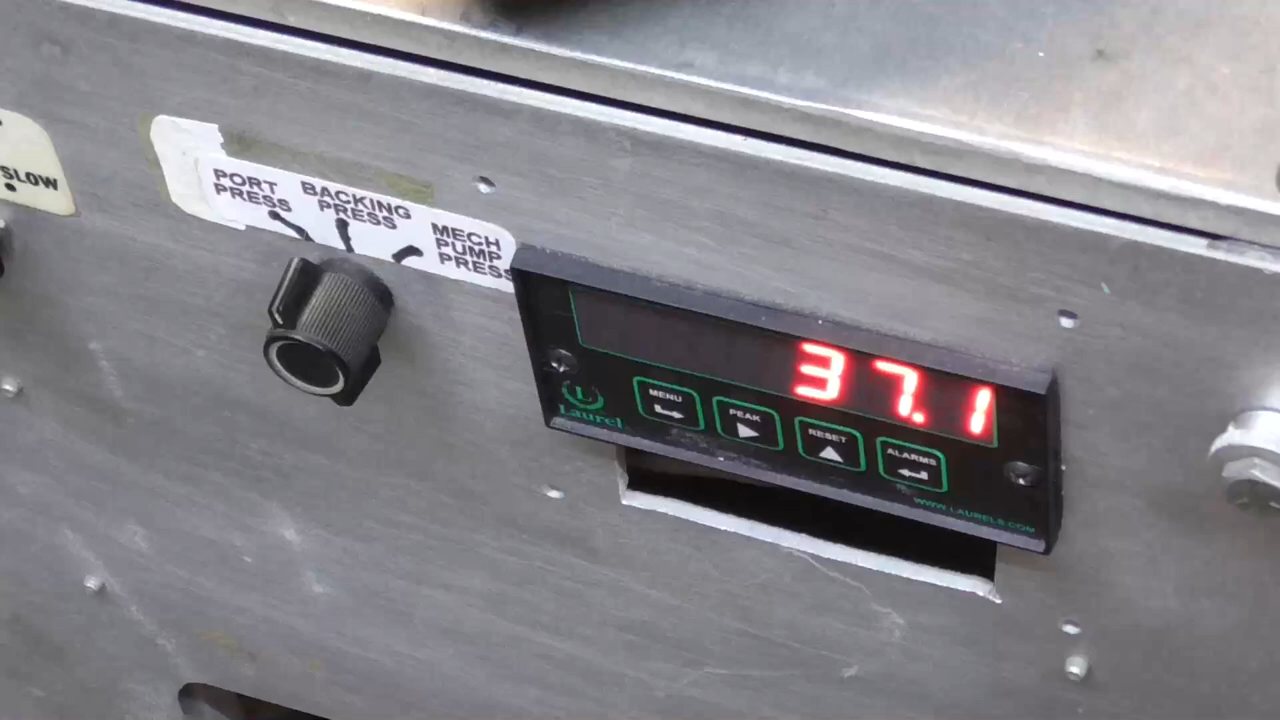 SLOW
PORT
PRESS
BACKING
PRESS
MECH
PUMP
PRESS
37.1
Laurel
MENU
PEAK
RESET
ALARMS
WWW.LAURELS.COM